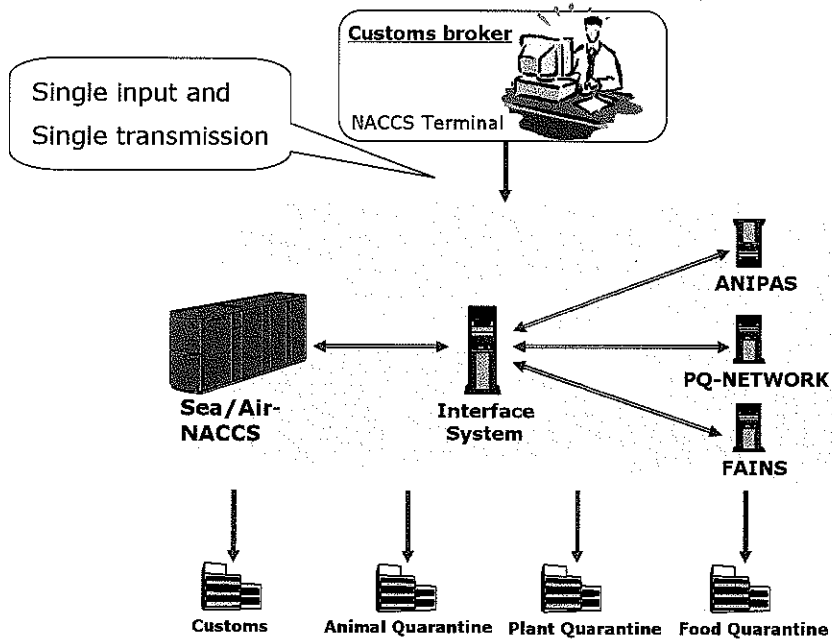 Customs broker
NACCS Terminal
Single input and
Single transmission
ANIPAS
PQ-NETWORK
FAINS
Sea/Air-
NACCS
Interface
System
Customs
Animal Quarantine
Plant Quarantine
Food Quarantine